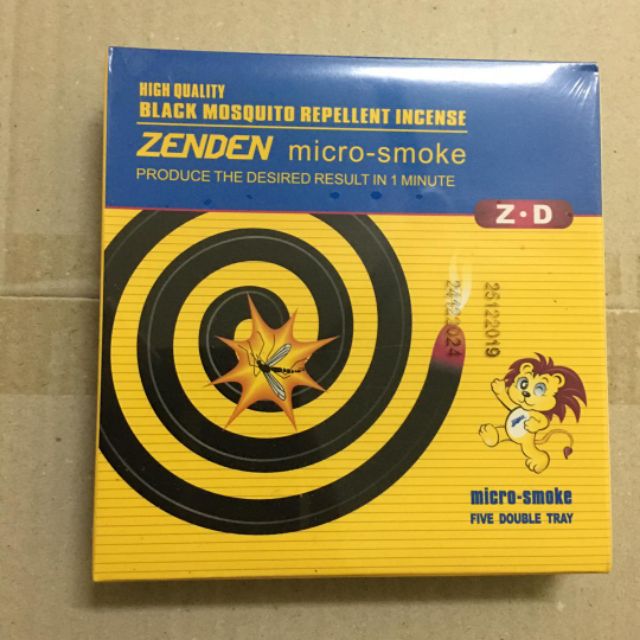 HIGH QUALITY
BLACK MOSQUITO REPELLENT INCENSE
ZENDEN micro-smoke
PRODUCE THE DESIRED RESULT IN 1 MINUTE
Z·D
25122019
micro-smoke
FIVE DOUBLE TRAY